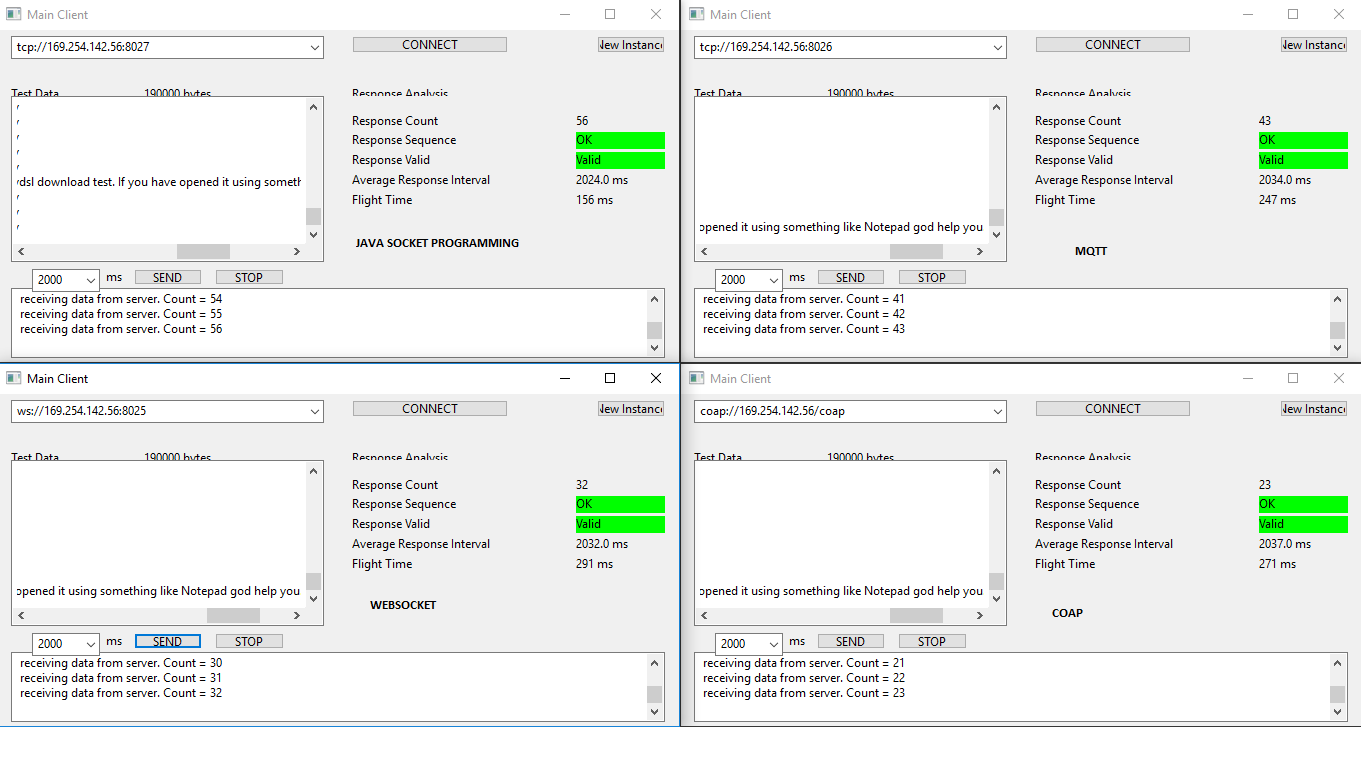 Main Client
tcp://169.254.142.56:8027
CONNECT
New Instanc
Test Data 190000 bytes
Response Analysis
Response Count 56
Response Sequence OK
Response Valid Valid
Average Response Interval 2024.0 ms
Flight Time 156 ms
dsl download test. If you have opened it using someth
JAVA SOCKET PROGRAMMING
2000 ms SEND STOP
receiving data from server. Count = 54
receiving data from server. Count = 55
receiving data from server. Count = 56
Main Client
tcp://169.254.142.56:8026
CONNECT
New Instanc
Test Data 190000 bytes
Response Analysis
Response Count 43
Response Sequence OK
Response Valid Valid
Average Response Interval 2034.0 ms
Flight Time 247 ms
opened it using something like Notepad god help you
MQTT
2000 ms SEND STOP
receiving data from server. Count = 41
receiving data from server. Count = 42
receiving data from server. Count = 43
Main Client
ws://169.254.142.56:8025
CONNECT
New Instanc
Test Data 190000 bytes
Response Analysis
Response Count 32
Response Sequence OK
Response Valid Valid
Average Response Interval 2032.0 ms
Flight Time 291 ms
opened it using something like Notepad god help you
WEBSOCKET
2000 ms SEND STOP
receiving data from server. Count = 30
receiving data from server. Count = 31
receiving data from server. Count = 32
Main Client
coap://169.254.142.56/coap
CONNECT
New Instanc
Test Data 190000 bytes
Response Analysis
Response Count 23
Response Sequence OK
Response Valid Valid
Average Response Interval 2037.0 ms
Flight Time 271 ms
opened it using something like Notepad god help you
COAP
2000 ms SEND STOP
receiving data from server. Count = 21
receiving data from server. Count = 22
receiving data from server. Count = 23